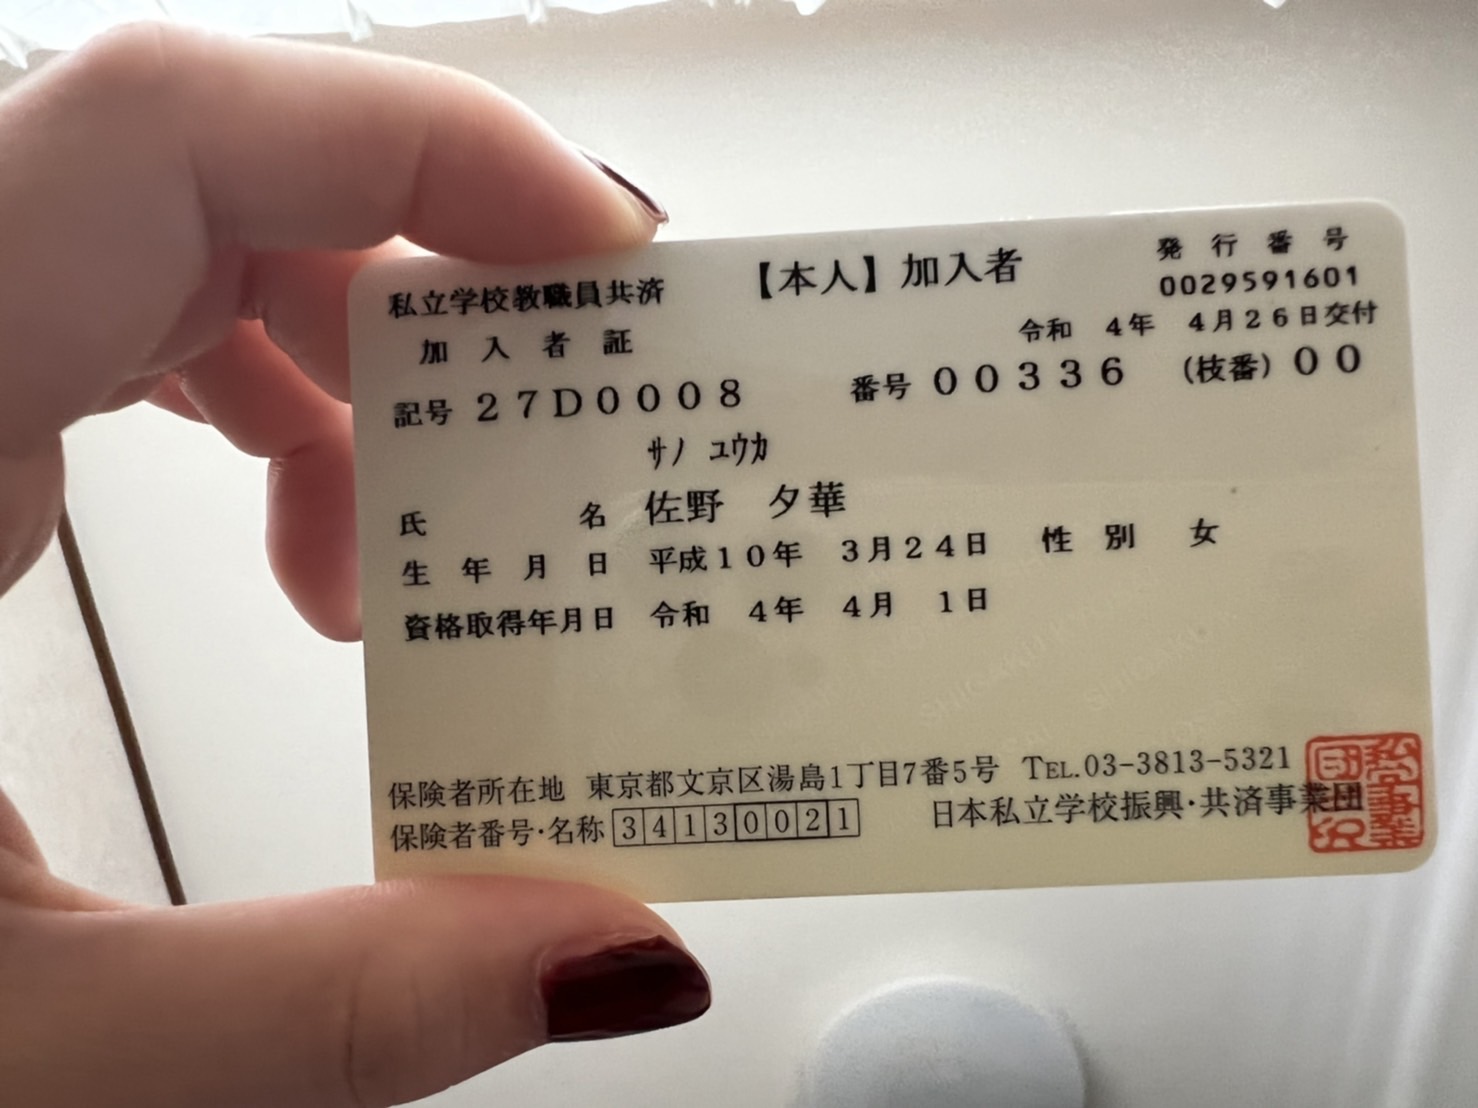 私立学校教職員共済 【本人】加入者 発行番号
0029591601
加入者証 令和 4年 4月26日交付
記号 27D0008 番号 00336 (枝番) 00
サノ ユウカ
氏名 佐野 夕華
生年月日 平成10年 3月24日 性別 女
資格取得年月日 令和 4年 4月 1日
保険者所在地 東京都文京区湯島1丁目7番5号 TEL.03-3813-5321
保険者番号・名称 34130021 日本私立学校振興・共済事業団